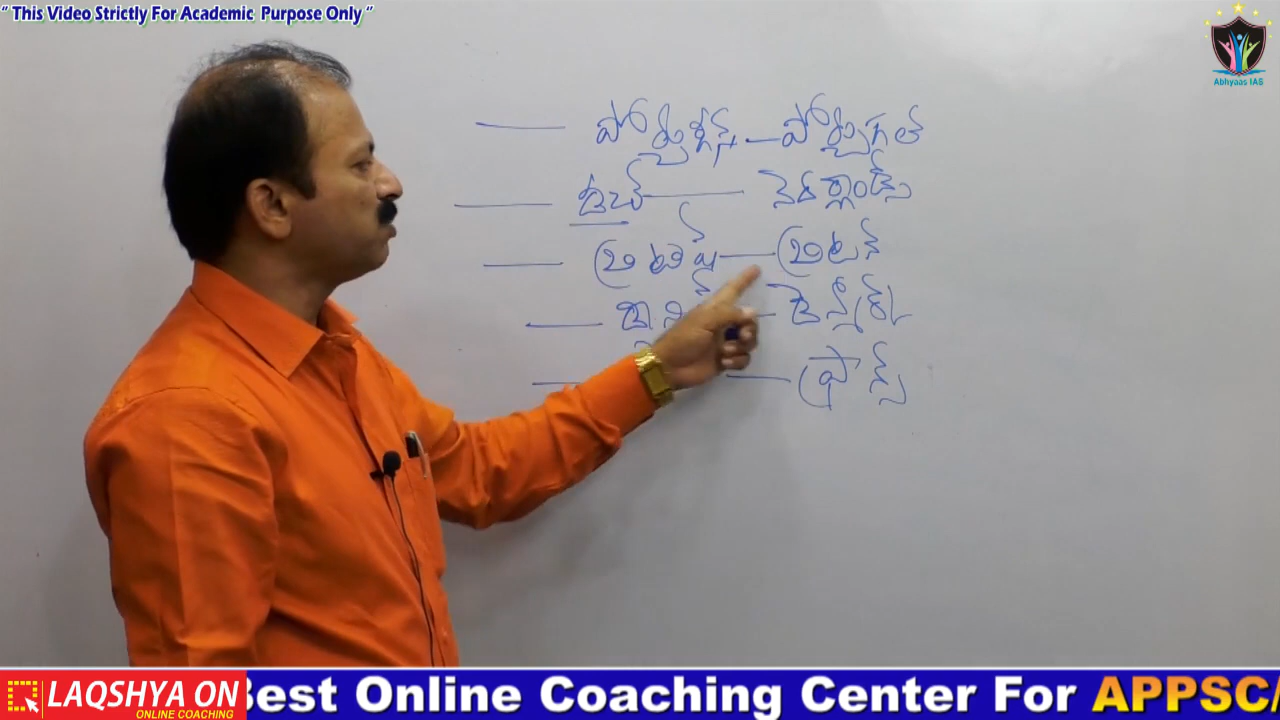 " This Video Strictly For Academic Purpose Only "
Abhyaas IAS
— పోర్చుగీస్ — పోర్చుగల్
— డచ్ — నెదర్లాండ్స్
— బ్రిటిష్ — బ్రిటన్
— డెన్మార్క్
— ఫ్రాన్స్
LAQSHYA ON
ONLINE COACHING
Best Online Coaching Center For APPSC/